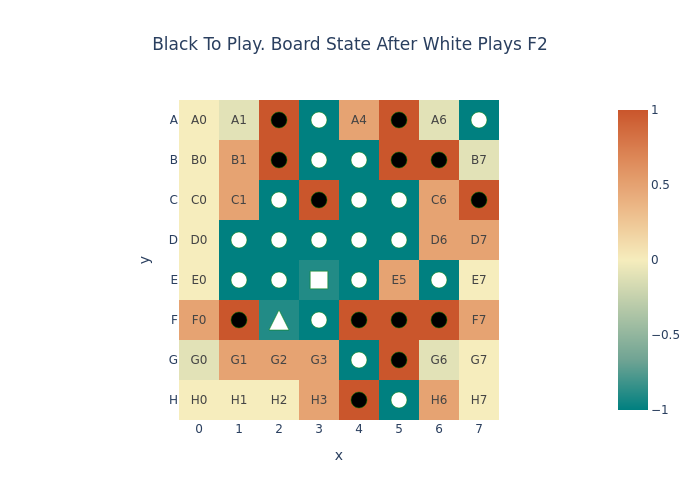 Black To Play. Board State After White Plays F2
A A0 A1 A4 A6
B B0 B1 B7
C C0 C1 C6
D D0 D6 D7
E E0 E5 E7
F F0 F7
G G0 G1 G2 G3 G6 G7
H H0 H1 H2 H3 H6 H7
0 1 2 3 4 5 6 7
x
y
1
0.5
0
−0.5
−1